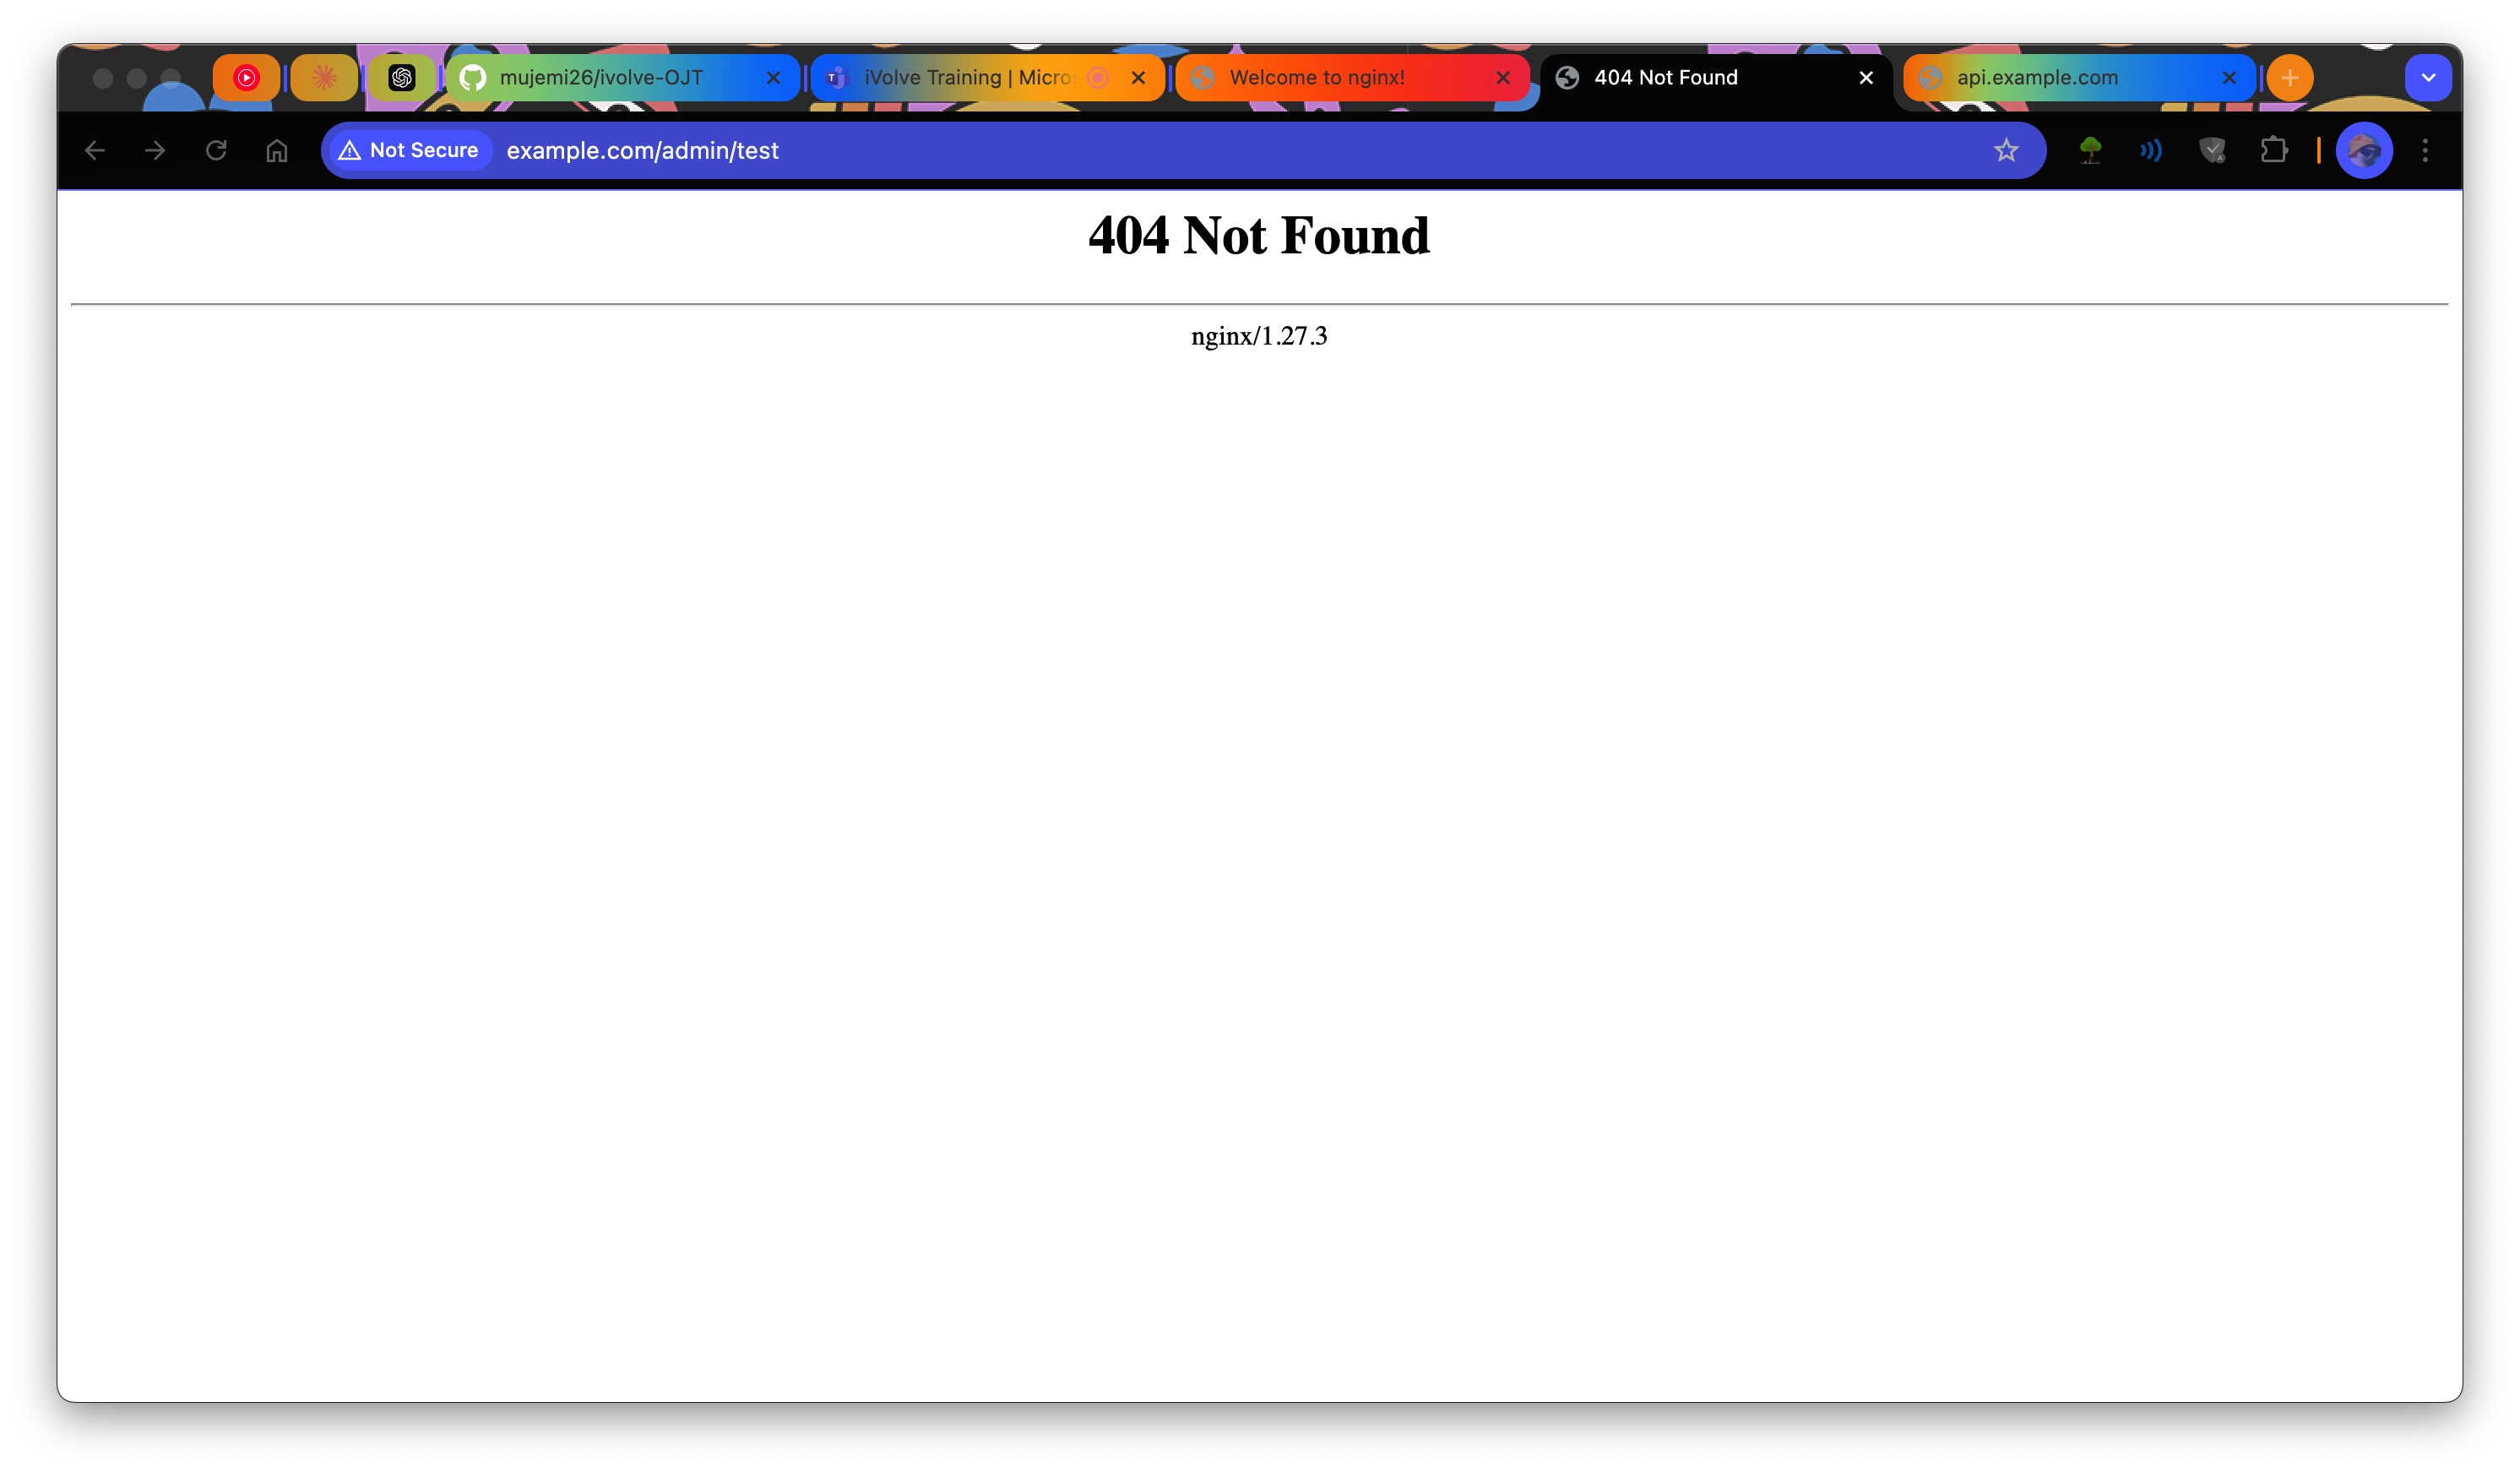 mujemi26/ivolve-OJT
iVolve Training | Micro
Welcome to nginx!
404 Not Found
api.example.com
Not Secure
example.com/admin/test
404 Not Found
nginx/1.27.3